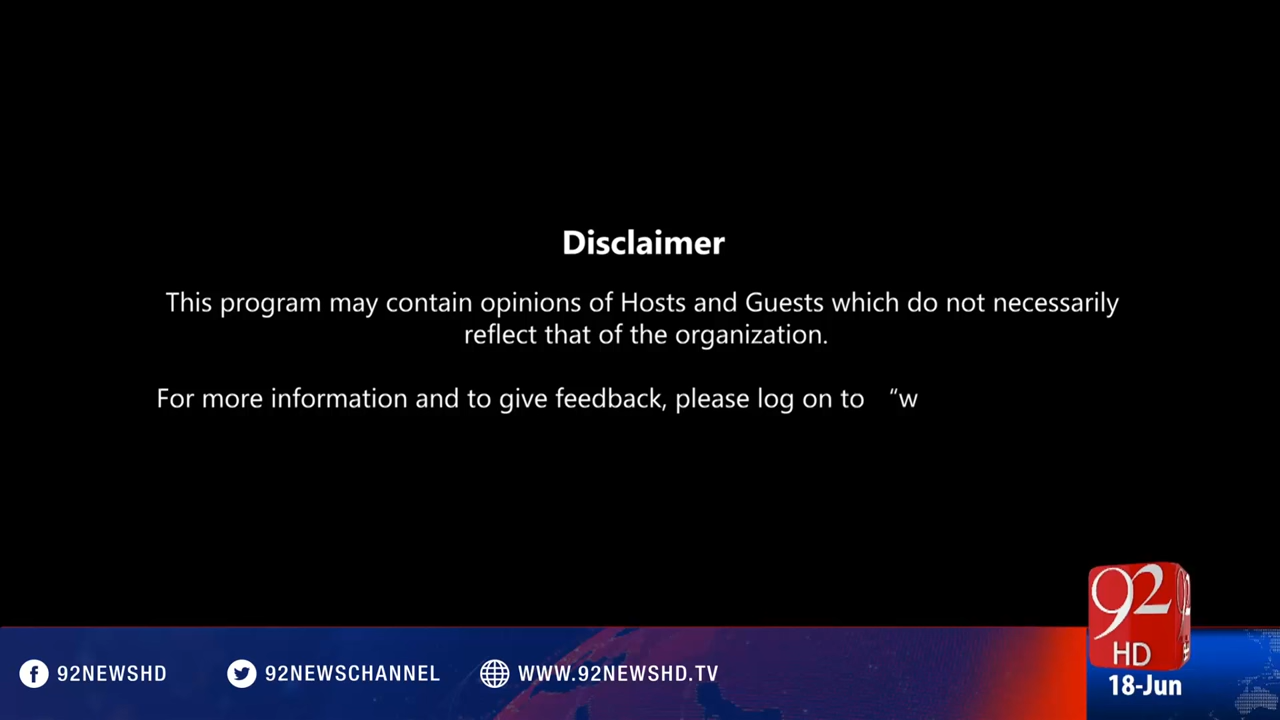 Disclaimer
This program may contain opinions of Hosts and Guests which do not necessarily
reflect that of the organization.
For more information and to give feedback, please log on to “w
92
HD
92NEWSHD
92NEWSCHANNEL
WWW.92NEWSHD.TV
18-Jun